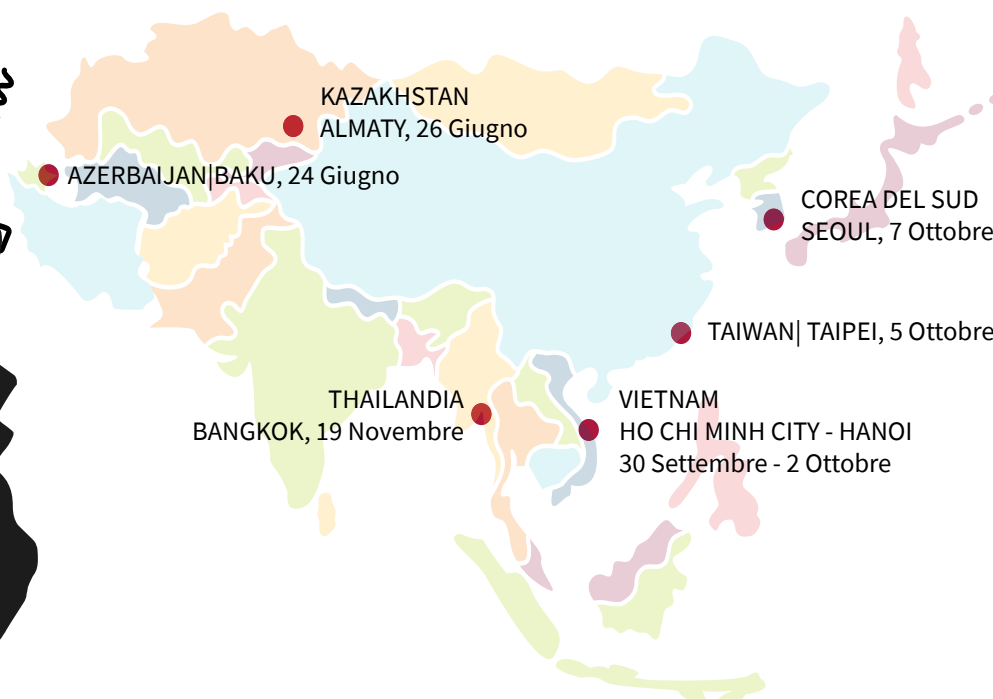 KAZAKHSTAN
ALMATY, 26 Giugno
AZERBAIJAN|BAKU, 24 Giugno
COREA DEL SUD
SEOUL, 7 Ottobre
TAIWAN| TAIPEI, 5 Ottobre
THAILANDIA
BANGKOK, 19 Novembre
VIETNAM
HO CHI MINH CITY - HANOI
30 Settembre - 2 Ottobre